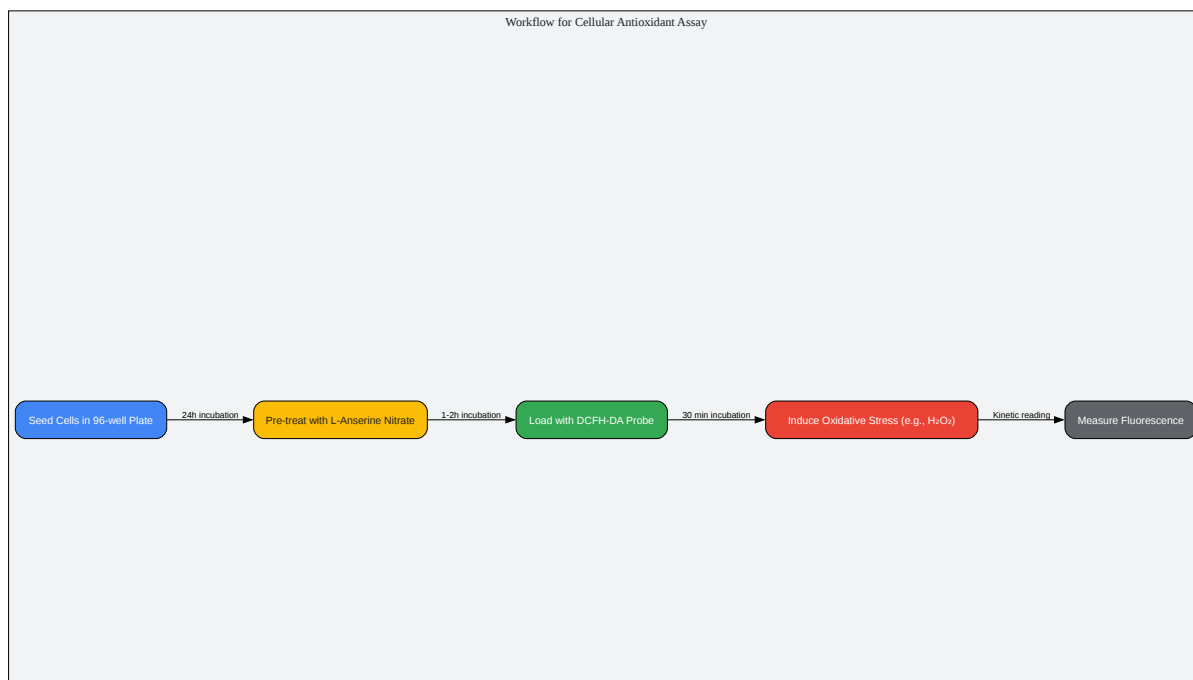 Workflow for Cellular Antioxidant Assay
Seed Cells in 96-well Plate
24h incubation
Pre-treat with L-Anserine Nitrate
1-2h incubation
Load with DCFH-DA Probe
30 min incubation
Induce Oxidative Stress (e.g., H₂O₂)
Kinetic reading
Measure Fluorescence